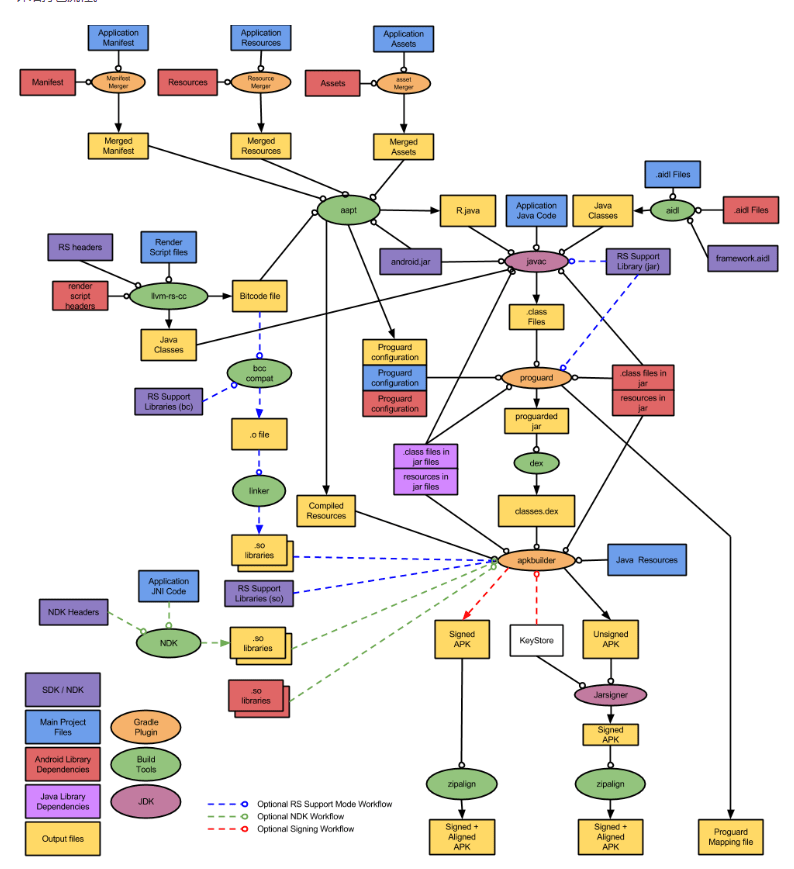 Application
Manifest
Application
Resources
Application
Assets
Manifest
Manifest
Merger
Resources
Resource
Merger
Assets
asset
Merger
Merged
Manifest
Merged
Resources
Merged
Assets
.aidl Files
aapt
R.java
Application
Java Code
Java
Classes
aidl
.aidl Files
RS headers
Render
Script files
android.jar
javac
RS Support
Library (jar)
framework.aidl
render
script
headers
llvm-rs-cc
Bitcode file
.class
Files
Java
Classes
Proguard
configuration
Proguard
configuration
Proguard
configuration
bcc
compat
proguard
.class files in
jar
resources in
jar
RS Support
Libraries (bc)
.o file
proguarded
jar
.class files in
jar files
resources in
jar files
dex
linker
Compiled
Resources
classes.dex
.so
libraries
apkbuilder
Java Resources
RS Support
Libraries (so)
Application
JNI Code
NDK Headers
NDK
.so
libraries
Signed
APK
KeyStore
Unsigned
APK
.so
libraries
Jarsigner
SDK / NDK
Main Project
Files
Gradle
Plugin
Signed
APK
Android Library
Dependencies
Build
Tools
zipalign
zipalign
Java Library
Dependencies
JDK
Optional RS Support Mode Workflow
Optional NDK Workflow
Optional Signing Workflow
Output files
Signed +
Aligned
APK
Signed +
Aligned
APK
Proguard
Mapping file